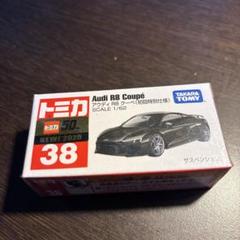 トミカ
50th
NEW! 2020
38
Audi R8 Coupé
アウディ R8 クーペ(初回特別仕様)
SCALE 1/62
TAKARA
TOMY
サスペンション